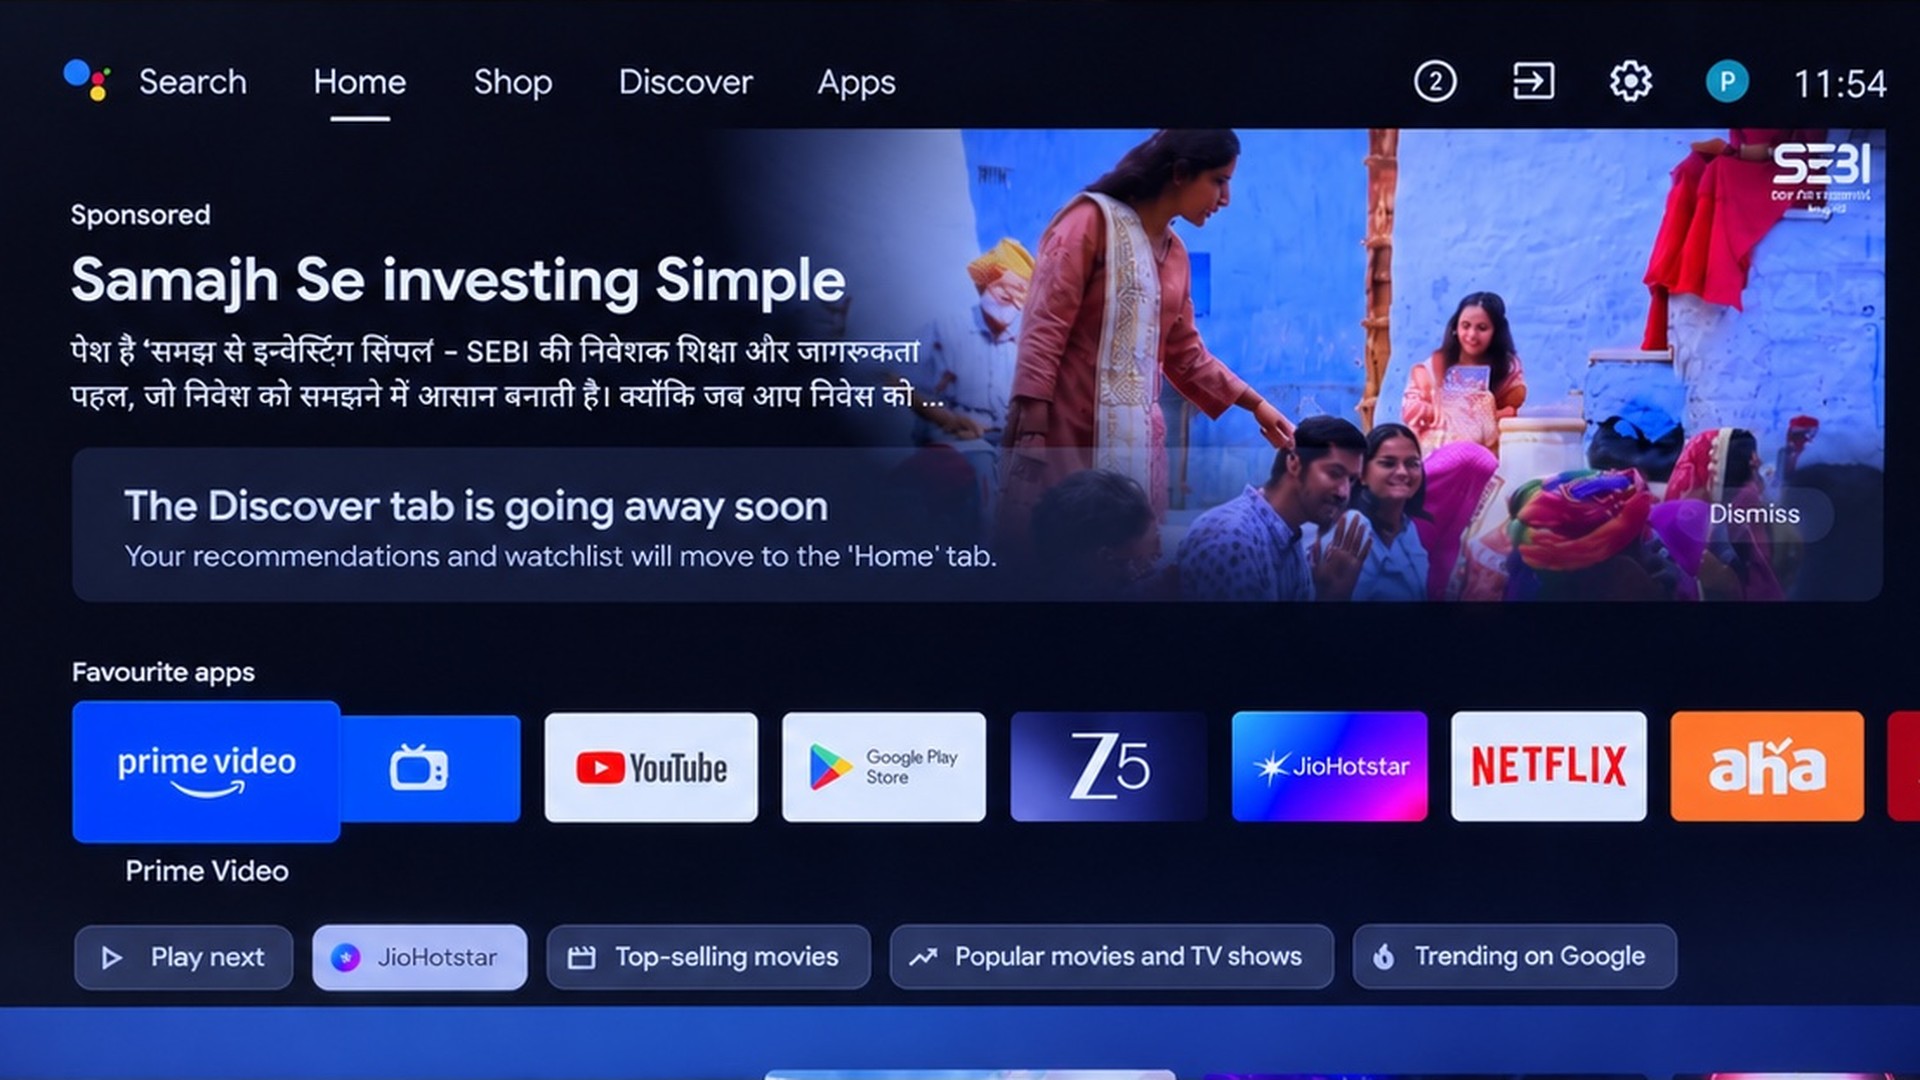 Search Home Shop Discover Apps 2 P 11:54
SEBI
Sponsored
Samajh Se investing Simple
पेश है ‘समझ से इन्वेस्टिंग सिंपल’ – SEBI की निवेशक शिक्षा और जागरूकता
पहल, जो निवेश को समझने में आसान बनाती है। क्योंकि जब आप निवेस को ...
The Discover tab is going away soon
Your recommendations and watchlist will move to the 'Home' tab.
Dismiss
Favourite apps
prime video
YouTube
Google Play
Store
Z5
JioHotstar
NETFLIX
aha
Prime Video
Play next JioHotstar Top-selling movies Popular movies and TV shows Trending on Google